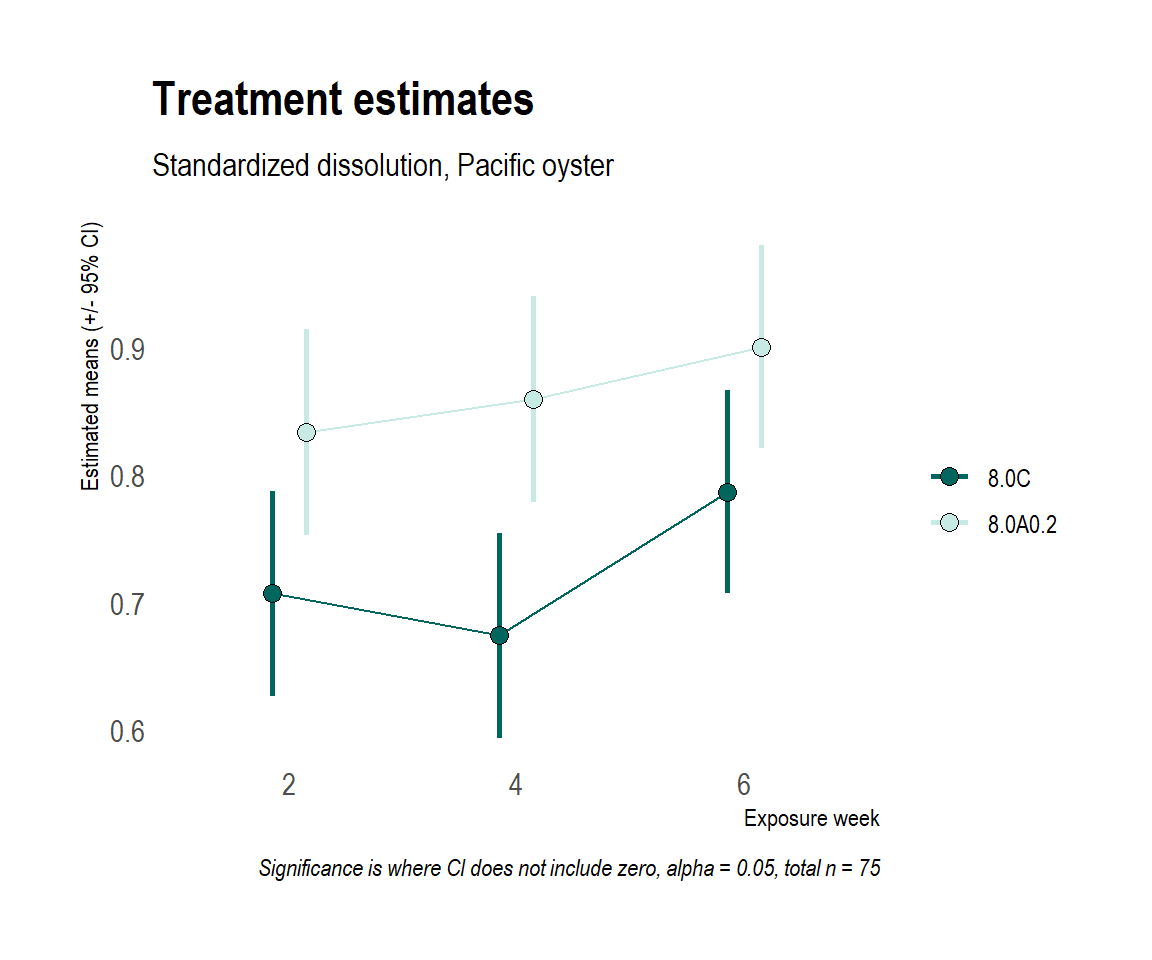 Treatment estimates
Standardized dissolution, Pacific oyster
Estimated means (+/- 95% CI)
0.9
0.8
0.7
0.6
2 4 6
Exposure week
8.0C
8.0A0.2
Significance is where CI does not include zero, alpha = 0.05, total n = 75